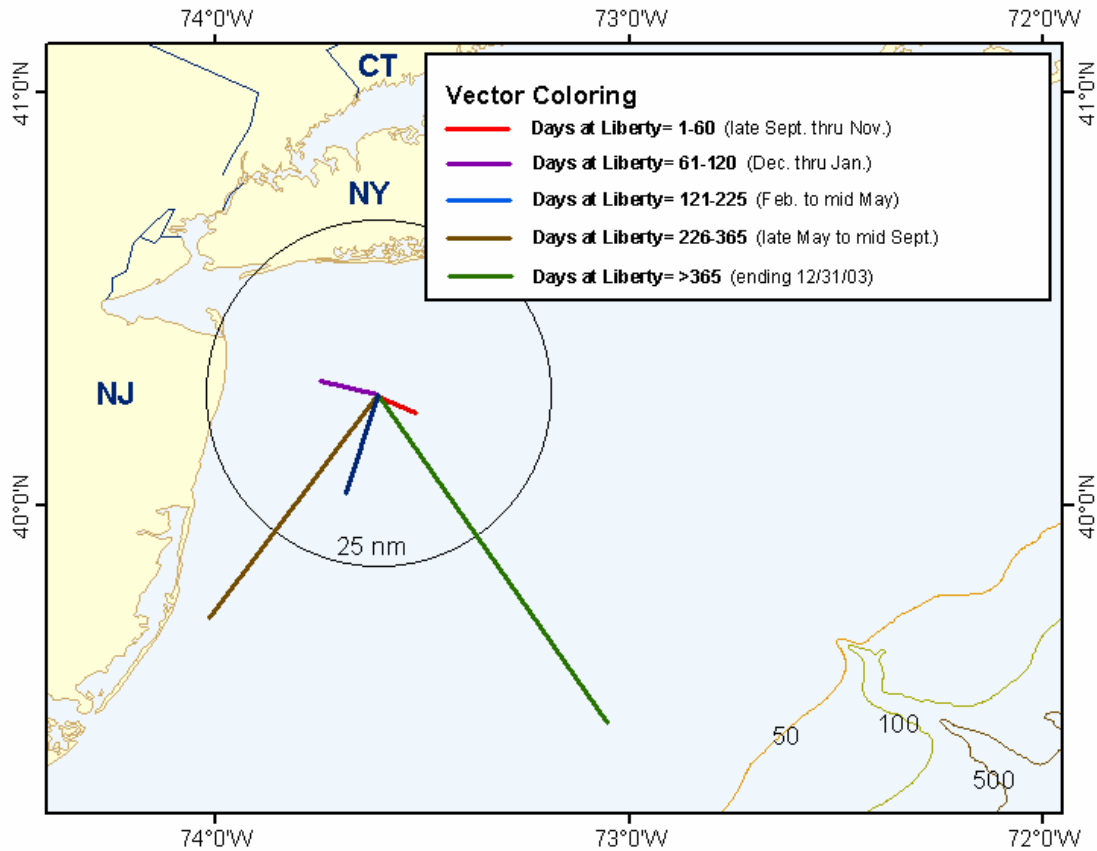 74°0'W 73°0'W 72°0'W
41°0'N
41°0'N
CT
Vector Coloring
Days at Liberty= 1-60 (late Sept. thru Nov.)
Days at Liberty= 61-120 (Dec. thru Jan.)
NY
Days at Liberty= 121-225 (Feb. to mid May)
Days at Liberty= 226-365 (late May to mid Sept.)
Days at Liberty= >365 (ending 12/31/03)
NJ
40°0'N
40°0'N
25 nm
50
100
500
74°0'W 73°0'W 72°0'W